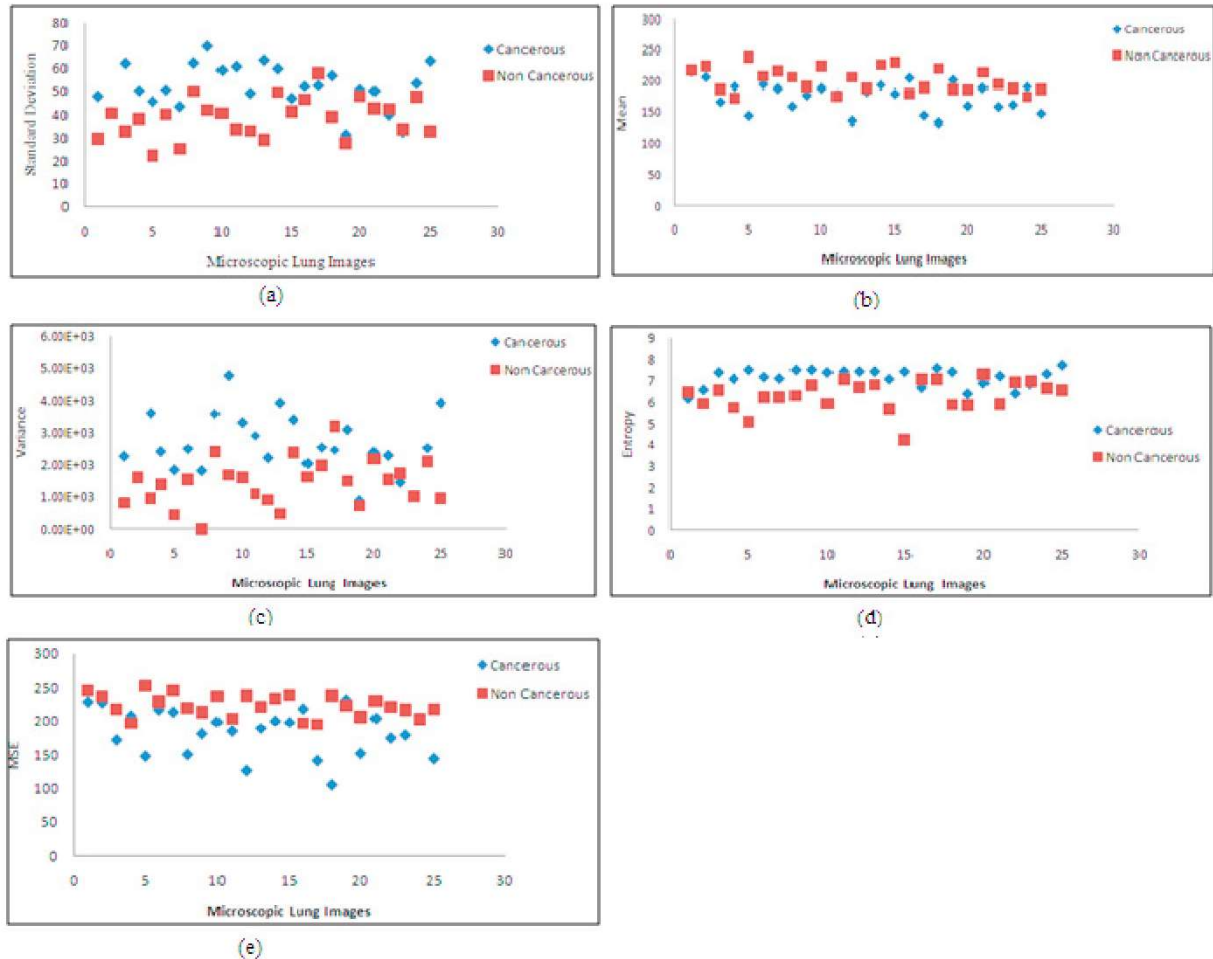 80
70
60
50
40
30
20
10
0
Standard Deviation
0 5 10 15 20 25 30
Microscopic Lung Images
Cancerous
Non Cancerous
(a)
300
250
200
150
100
50
0
Mean
0 5 10 15 20 25 30
Microscopic Lung Images
Cancerous
Non Cancerous
(b)
6.00E+03
5.00E+03
4.00E+03
3.00E+03
2.00E+03
1.00E+03
0.00E+00
Variance
0 5 10 15 20 25 30
Microscopic Lung Images
Cancerous
Non Cancerous
(c)
9
8
7
6
5
4
3
2
1
0
Entropy
0 5 10 15 20 25 30
Microscopic Lung Images
Cancerous
Non Cancerous
(d)
300
250
200
150
100
50
0
MSE
0 5 10 15 20 25 30
Microscopic Lung Images
Cancerous
Non Cancerous
(e)